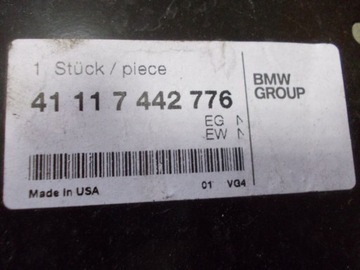 1 Stück / piece
BMW
GROUP
41 11 7 442 776
EG N
EW N
Made in USA 01 VG4